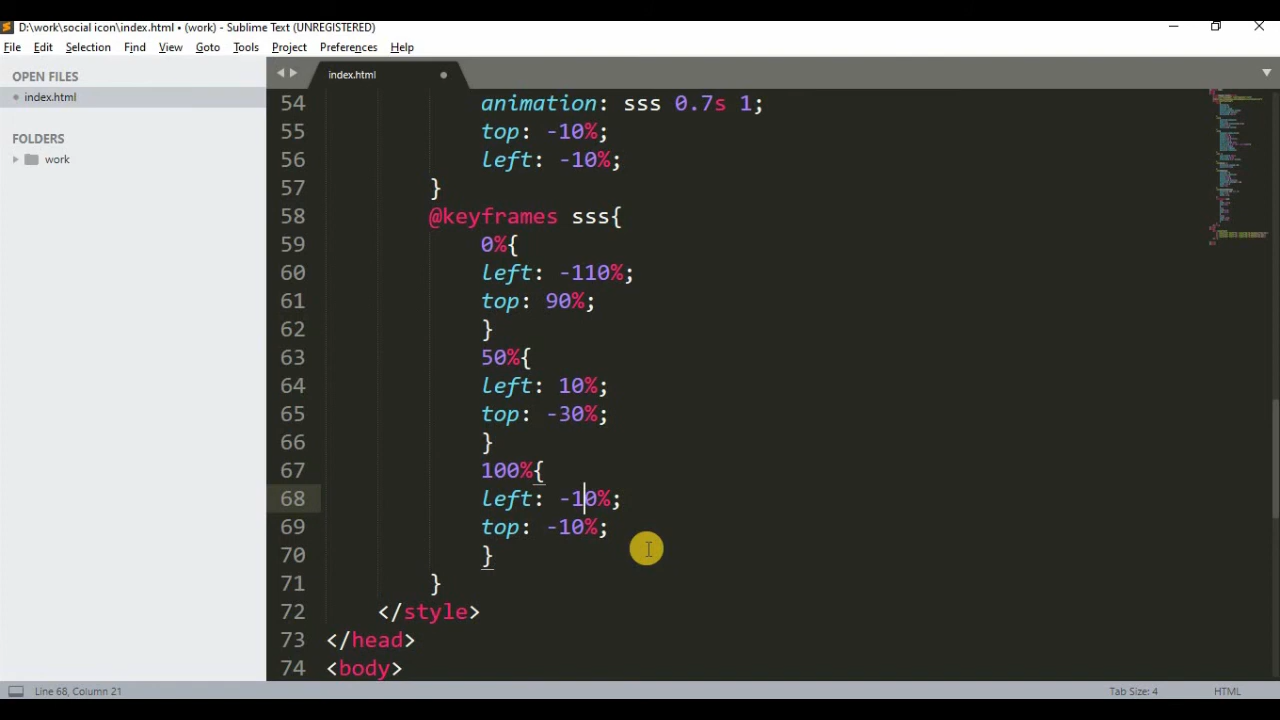 D:\work\social icon\index.html • (work) - Sublime Text (UNREGISTERED)
File Edit Selection Find View Goto Tools Project Preferences Help
OPEN FILES
index.html
FOLDERS
work
index.html
54 animation: sss 0.7s 1;
55 top: -10%;
56 left: -10%;
57 }
58 @keyframes sss{
59 0%{
60 left: -110%;
61 top: 90%;
62 }
63 50%{
64 left: 10%;
65 top: -30%;
66 }
67 100%{
68 left: -10%;
69 top: -10%;
70 }
71 }
72 </style>
73 </head>
74 <body>
Line 68, Column 21 Tab Size: 4 HTML